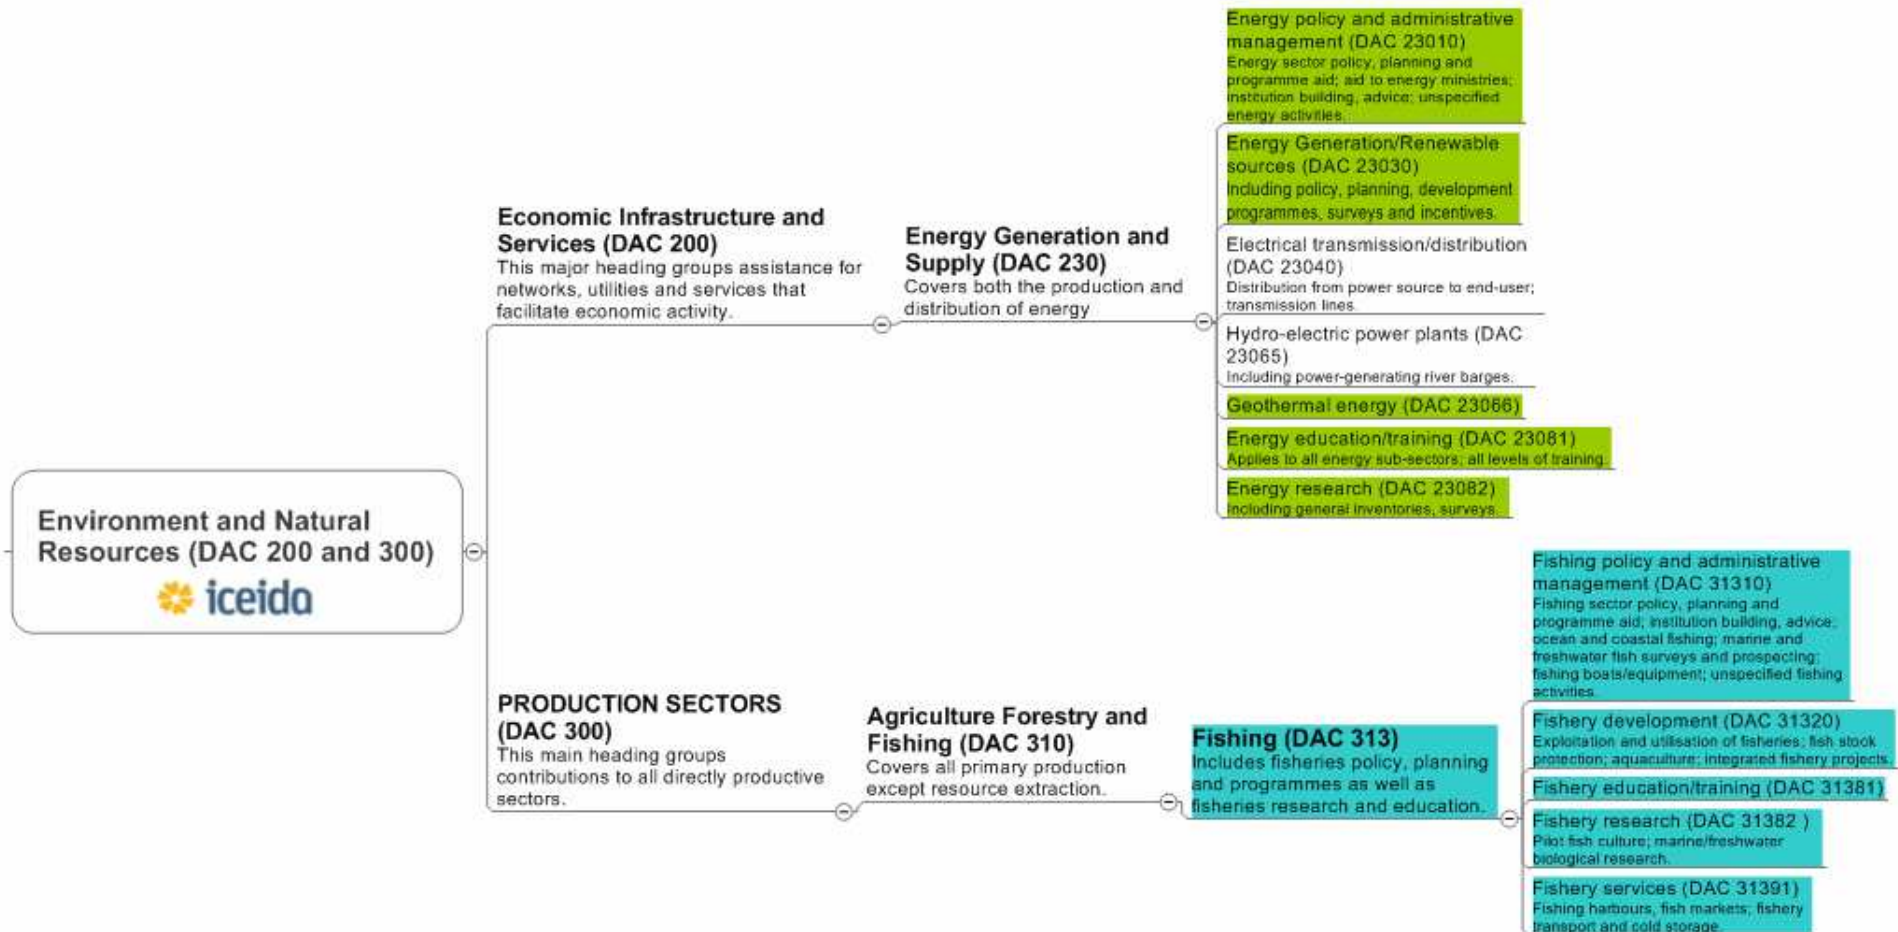 Environment and Natural
Resources (DAC 200 and 300)
iceida
Economic Infrastructure and
Services (DAC 200)
This major heading groups assistance for
networks, utilities and services that
facilitate economic activity.
Energy Generation and
Supply (DAC 230)
Covers both the production and
distribution of energy
Energy policy and administrative
management (DAC 23010)
Energy sector policy, planning and
programme aid; aid to energy ministries;
institution building, advice; unspecified
energy activities.
Energy Generation/Renewable
sources (DAC 23030)
Including policy, planning, development
programmes, surveys and incentives.
Electrical transmission/distribution
(DAC 23040)
Distribution from power source to end-user;
transmission lines.
Hydro-electric power plants (DAC
23065)
Including power-generating river barges.
Geothermal energy (DAC 23066)
Energy education/training (DAC 23081)
Applies to all energy sub-sectors; all levels of training.
Energy research (DAC 23082)
Including general inventories, surveys.
PRODUCTION SECTORS
(DAC 300)
This main heading groups
contributions to all directly productive
sectors.
Agriculture Forestry and
Fishing (DAC 310)
Covers all primary production
except resource extraction.
Fishing (DAC 313)
Includes fisheries policy, planning
and programmes as well as
fisheries research and education.
Fishing policy and administrative
management (DAC 31310)
Fishing sector policy, planning and
programme aid; institution building, advice;
ocean and coastal fishing; marine and
freshwater fish surveys and prospecting;
fishing boats/equipment; unspecified fishing
activities.
Fishery development (DAC 31320)
Exploitation and utilisation of fisheries; fish stock
protection; aquaculture; integrated fishery projects.
Fishery education/training (DAC 31381)
Fishery research (DAC 31382 )
Pilot fish culture; marine/freshwater
biological research.
Fishery services (DAC 31391)
Fishing harbours, fish markets; fishery
transport and cold storage.